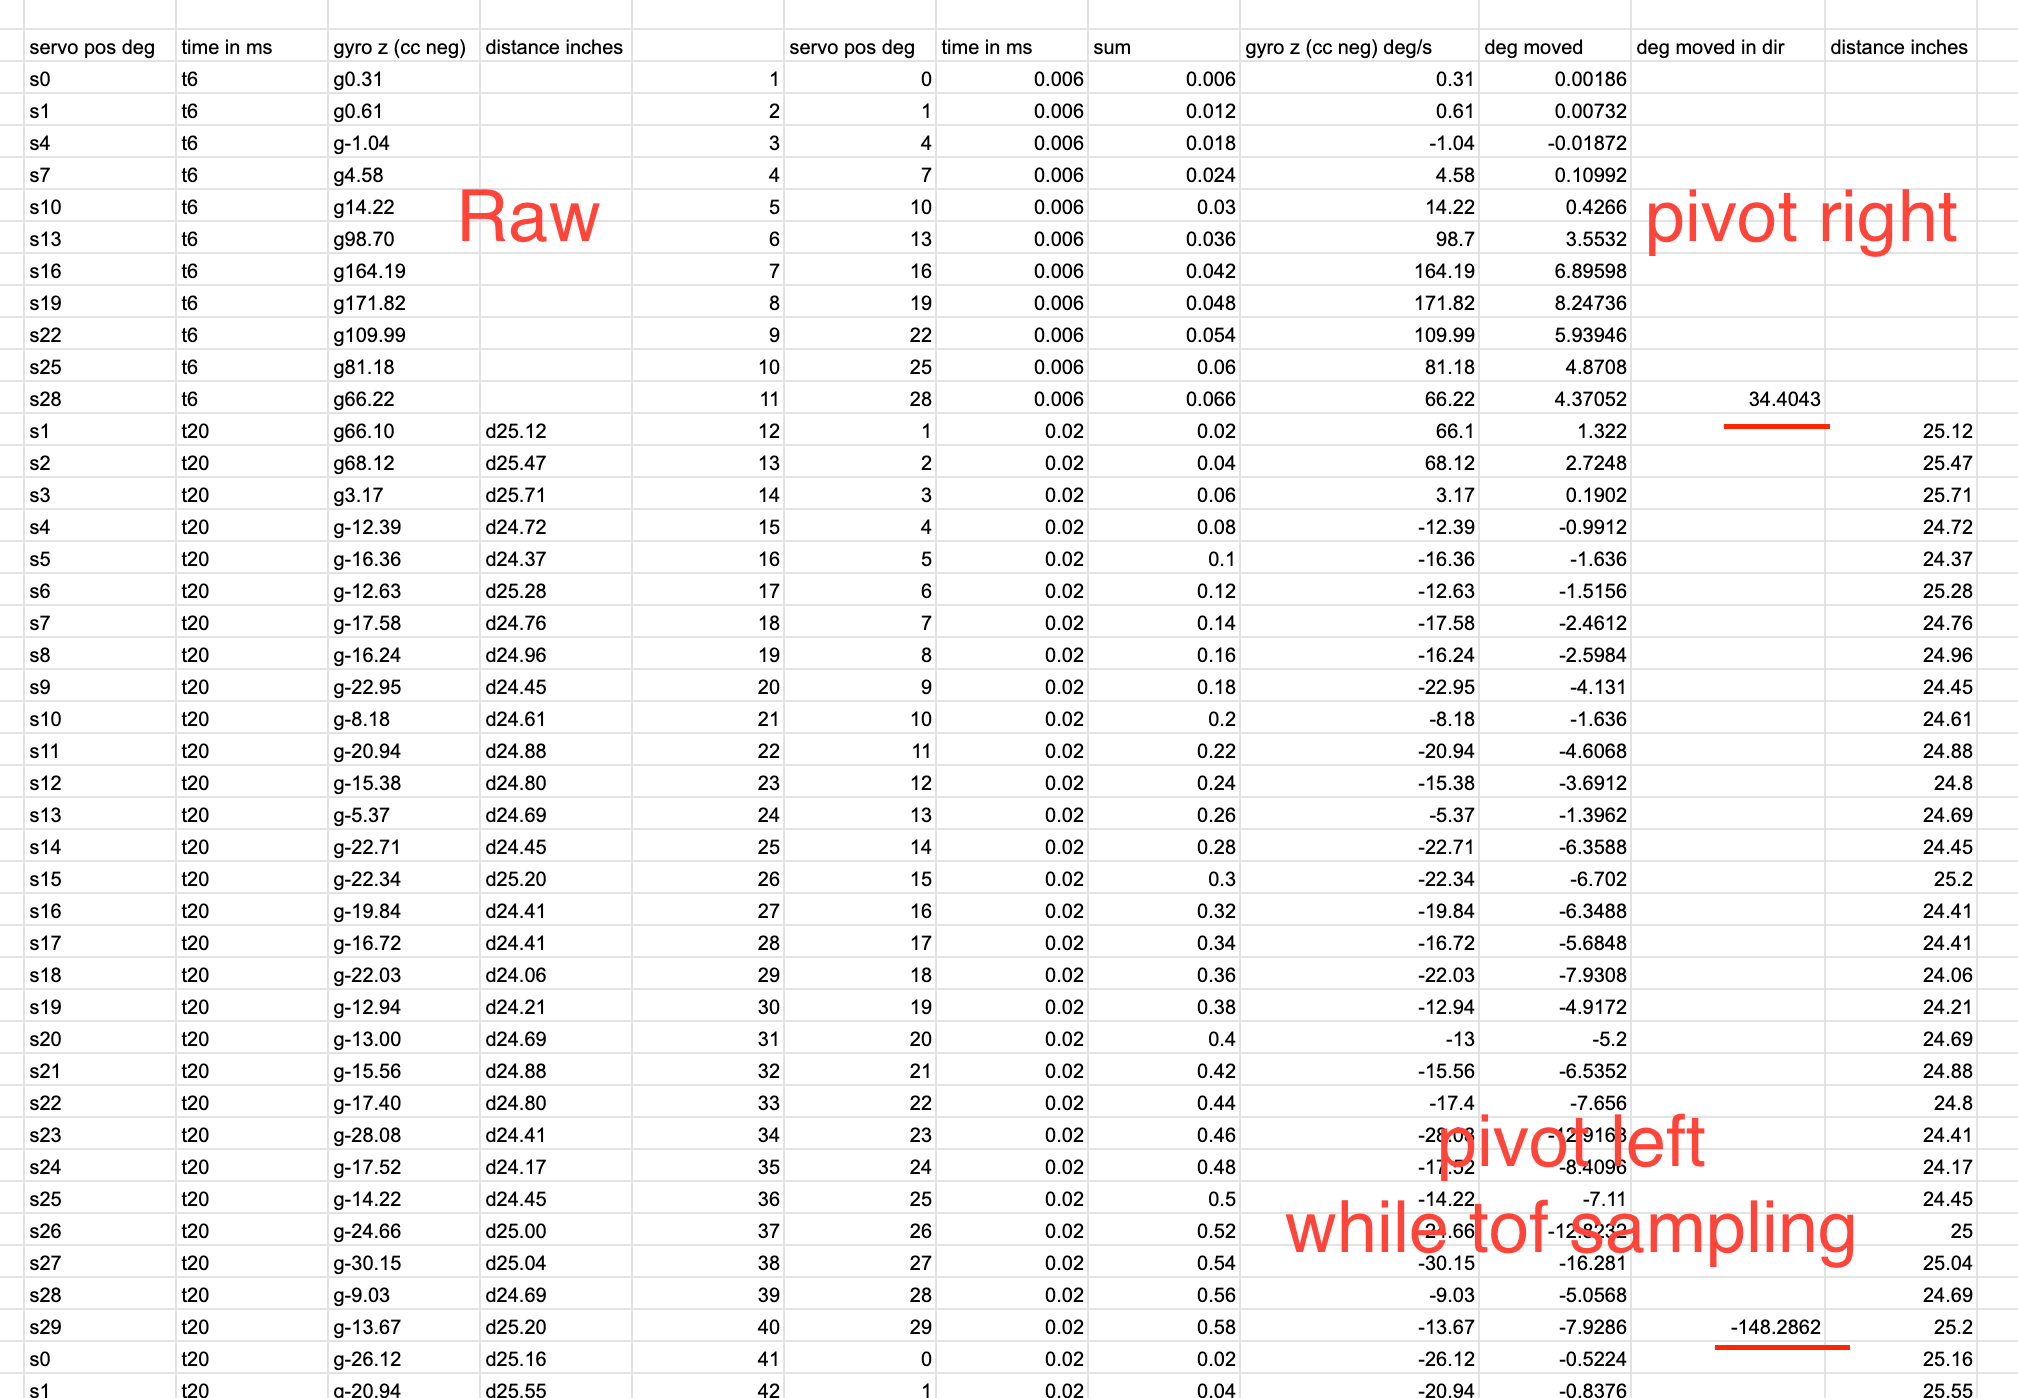 servo pos deg time in ms gyro z (cc neg) distance inches servo pos deg time in ms sum gyro z (cc neg) deg/s deg moved deg moved in dir distance inches
s0 t6 g0.31 1 0 0.006 0.006 0.31 0.00186
s1 t6 g0.61 2 1 0.006 0.012 0.61 0.00732
s4 t6 g-1.04 3 4 0.006 0.018 -1.04 -0.01872
s7 t6 g4.58 4 7 0.006 0.024 4.58 0.10992
s10 t6 g14.22 5 10 0.006 0.03 14.22 0.4266
Raw
pivot right
s13 t6 g98.70 6 13 0.006 0.036 98.7 3.5532
s16 t6 g164.19 7 16 0.006 0.042 164.19 6.89598
s19 t6 g171.82 8 19 0.006 0.048 171.82 8.24736
s22 t6 g109.99 9 22 0.006 0.054 109.99 5.93946
s25 t6 g81.18 10 25 0.006 0.06 81.18 4.8708
s28 t6 g66.22 11 28 0.006 0.066 66.22 4.37052 34.4043
s1 t20 g66.10 d25.12 12 1 0.02 0.02 66.1 1.322 25.12
s2 t20 g68.12 d25.47 13 2 0.02 0.04 68.12 2.7248 25.47
s3 t20 g3.17 d25.71 14 3 0.02 0.06 3.17 0.1902 25.71
s4 t20 g-12.39 d24.72 15 4 0.02 0.08 -12.39 -0.9912 24.72
s5 t20 g-16.36 d24.37 16 5 0.02 0.1 -16.36 -1.636 24.37
s6 t20 g-12.63 d25.28 17 6 0.02 0.12 -12.63 -1.5156 25.28
s7 t20 g-17.58 d24.76 18 7 0.02 0.14 -17.58 -2.4612 24.76
s8 t20 g-16.24 d24.96 19 8 0.02 0.16 -16.24 -2.5984 24.96
s9 t20 g-22.95 d24.45 20 9 0.02 0.18 -22.95 -4.131 24.45
s10 t20 g-8.18 d24.61 21 10 0.02 0.2 -8.18 -1.636 24.61
s11 t20 g-20.94 d24.88 22 11 0.02 0.22 -20.94 -4.6068 24.88
s12 t20 g-15.38 d24.80 23 12 0.02 0.24 -15.38 -3.6912 24.8
s13 t20 g-5.37 d24.69 24 13 0.02 0.26 -5.37 -1.3962 24.69
s14 t20 g-22.71 d24.45 25 14 0.02 0.28 -22.71 -6.3588 24.45
s15 t20 g-22.34 d25.20 26 15 0.02 0.3 -22.34 -6.702 25.2
s16 t20 g-19.84 d24.41 27 16 0.02 0.32 -19.84 -6.3488 24.41
s17 t20 g-16.72 d24.41 28 17 0.02 0.34 -16.72 -5.6848 24.41
s18 t20 g-22.03 d24.06 29 18 0.02 0.36 -22.03 -7.9308 24.06
s19 t20 g-12.94 d24.21 30 19 0.02 0.38 -12.94 -4.9172 24.21
s20 t20 g-13.00 d24.69 31 20 0.02 0.4 -13 -5.2 24.69
s21 t20 g-15.56 d24.88 32 21 0.02 0.42 -15.56 -6.5352 24.88
s22 t20 g-17.40 d24.80 33 22 0.02 0.44 -17.4 -7.656 24.8
s23 t20 g-28.08 d24.41 34 23 0.02 0.46 -28.08 -12.9168 24.41
pivot left
s24 t20 g-17.52 d24.17 35 24 0.02 0.48 -17.52 -8.4096 24.17
s25 t20 g-14.22 d24.45 36 25 0.02 0.5 -14.22 -7.11 24.45
s26 t20 g-24.66 d25.00 37 26 0.02 0.52 -24.66 -12.8232 25
while tof sampling
s27 t20 g-30.15 d25.04 38 27 0.02 0.54 -30.15 -16.281 25.04
s28 t20 g-9.03 d24.69 39 28 0.02 0.56 -9.03 -5.0568 24.69
s29 t20 g-13.67 d25.20 40 29 0.02 0.58 -13.67 -7.9286 -148.2862 25.2
s0 t20 g-26.12 d25.16 41 0 0.02 0.02 -26.12 -0.5224 25.16
s1 t20 g-20.94 d25.55 42 1 0.02 0.04 -20.94 -0.8376 25.55